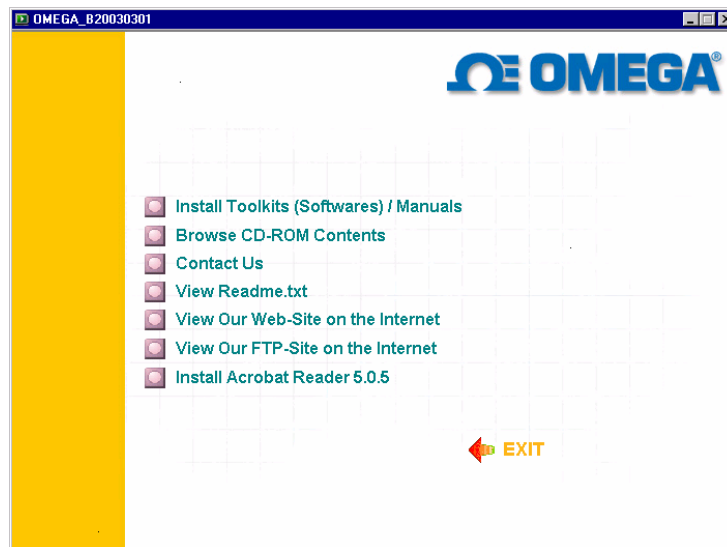 OMEGA_B20030301
OMEGA®
Install Toolkits (Softwares) / Manuals
Browse CD-ROM Contents
Contact Us
View Readme.txt
View Our Web-Site on the Internet
View Our FTP-Site on the Internet
Install Acrobat Reader 5.0.5
EXIT